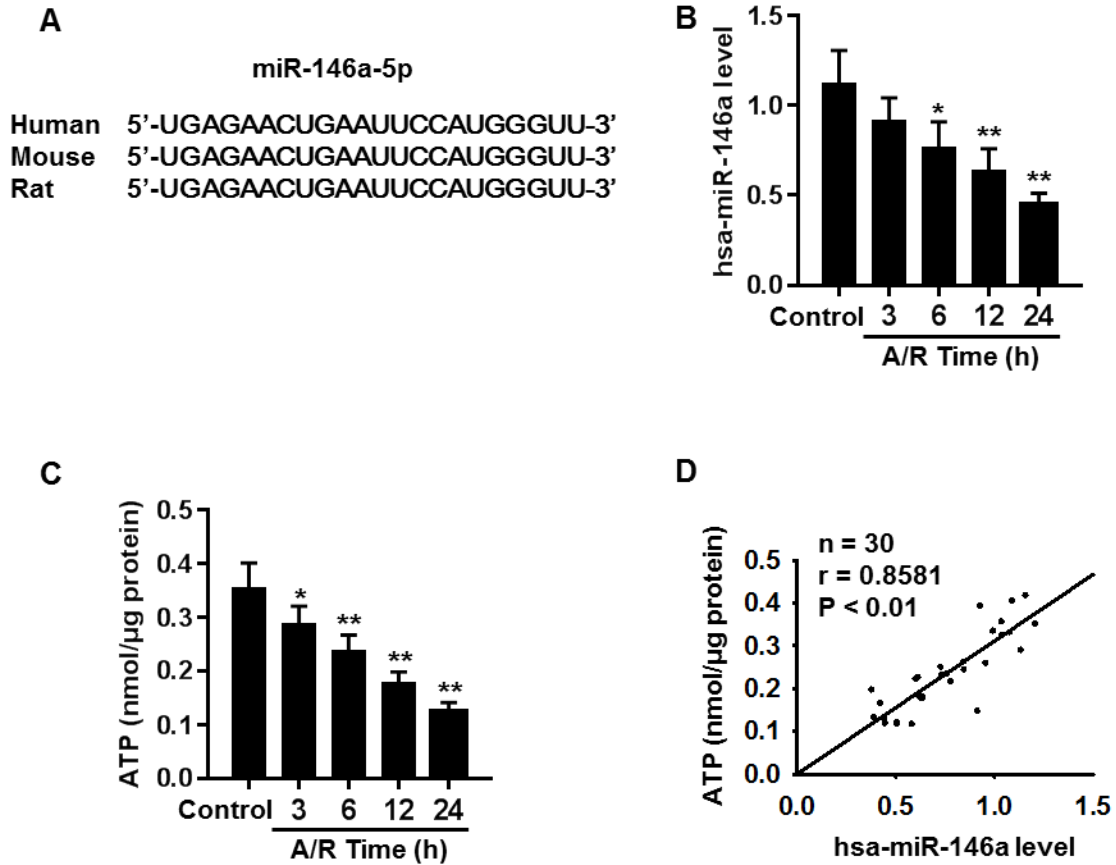 A
miR-146a-5p
Human 5’-UGAGAACUGAAUUCCAUGGGUU-3’
Mouse 5’-UGAGAACUGAAUUCCAUGGGUU-3’
Rat 5’-UGAGAACUGAAUUCCAUGGGUU-3’
B
hsa-miR-146a level
1.5
1.0
0.5
0.0
*
**
**
Control 3 6 12 24
A/R Time (h)
C
ATP (nmol/µg protein)
0.5
0.4
0.3
0.2
0.1
0.0
*
**
**
**
Control 3 6 12 24
A/R Time (h)
D
ATP (nmol/µg protein)
0.5
0.4
0.3
0.2
0.1
0.0
n = 30
r = 0.8581
P < 0.01
0.0 0.5 1.0 1.5
hsa-miR-146a level